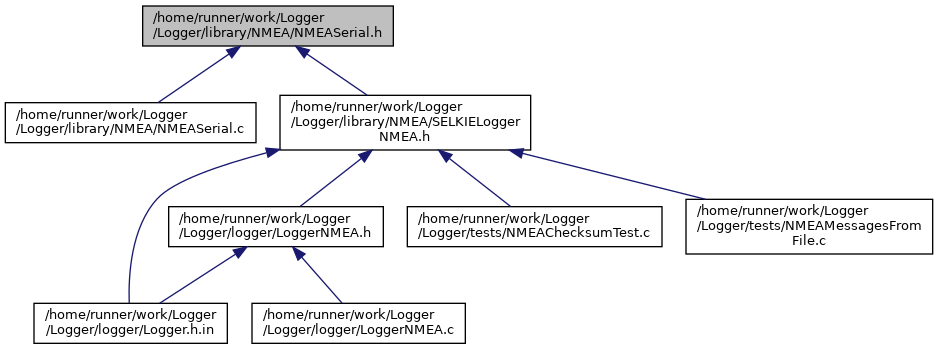 /home/runner/work/Logger
/Logger/library/NMEA/NMEASerial.h
/home/runner/work/Logger
/Logger/library/NMEA/NMEASerial.c
/home/runner/work/Logger
/Logger/library/NMEA/SELKIELogger
NMEA.h
/home/runner/work/Logger
/Logger/logger/LoggerNMEA.h
/home/runner/work/Logger
/Logger/tests/NMEAChecksumTest.c
/home/runner/work/Logger
/Logger/tests/NMEAMessagesFrom
File.c
/home/runner/work/Logger
/Logger/logger/Logger.h.in
/home/runner/work/Logger
/Logger/logger/LoggerNMEA.c